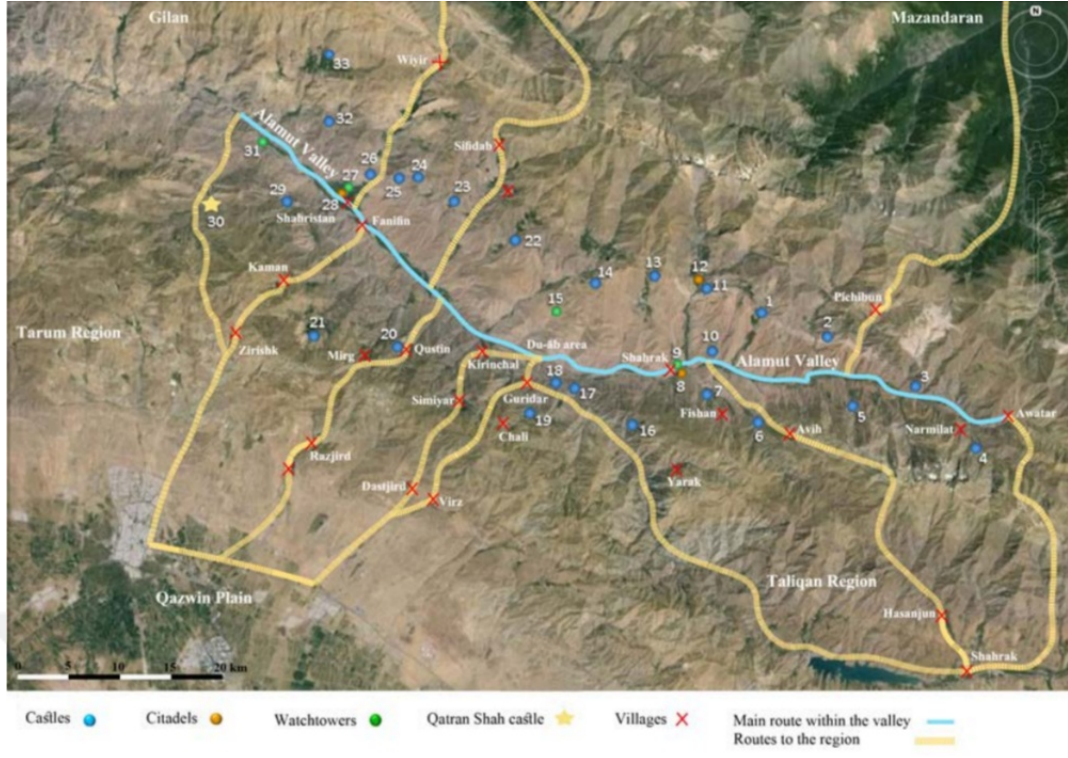 Gilan
Mazandaran
N
33
Wiyir
32
Alamut Valley
31
Sifidab
26
27
24
25
29
28
23
30
Shahristan
Fanifin
22
Kaman
14
13
12
11
15
1
Pichibun
2
Tarum Region
21
20
Zirishk
Mirg
Qustin
Du-āb area
Kirinchal
Shahrak
9
10
Alamut Valley
8
18
17
3
Simiyar
Guridar
7
5
Awatar
19
Fishan
Chali
16
6
Avih
Narmilat
4
Razjird
Yarak
Dastjird
Virz
Taliqan Region
Qazwin Plain
Hasanjun
Shahrak
0 5 10 15 20 km
Castles
Citadels
Watchtowers
Qatran Shah castle
Villages
Main route within the valley
Routes to the region